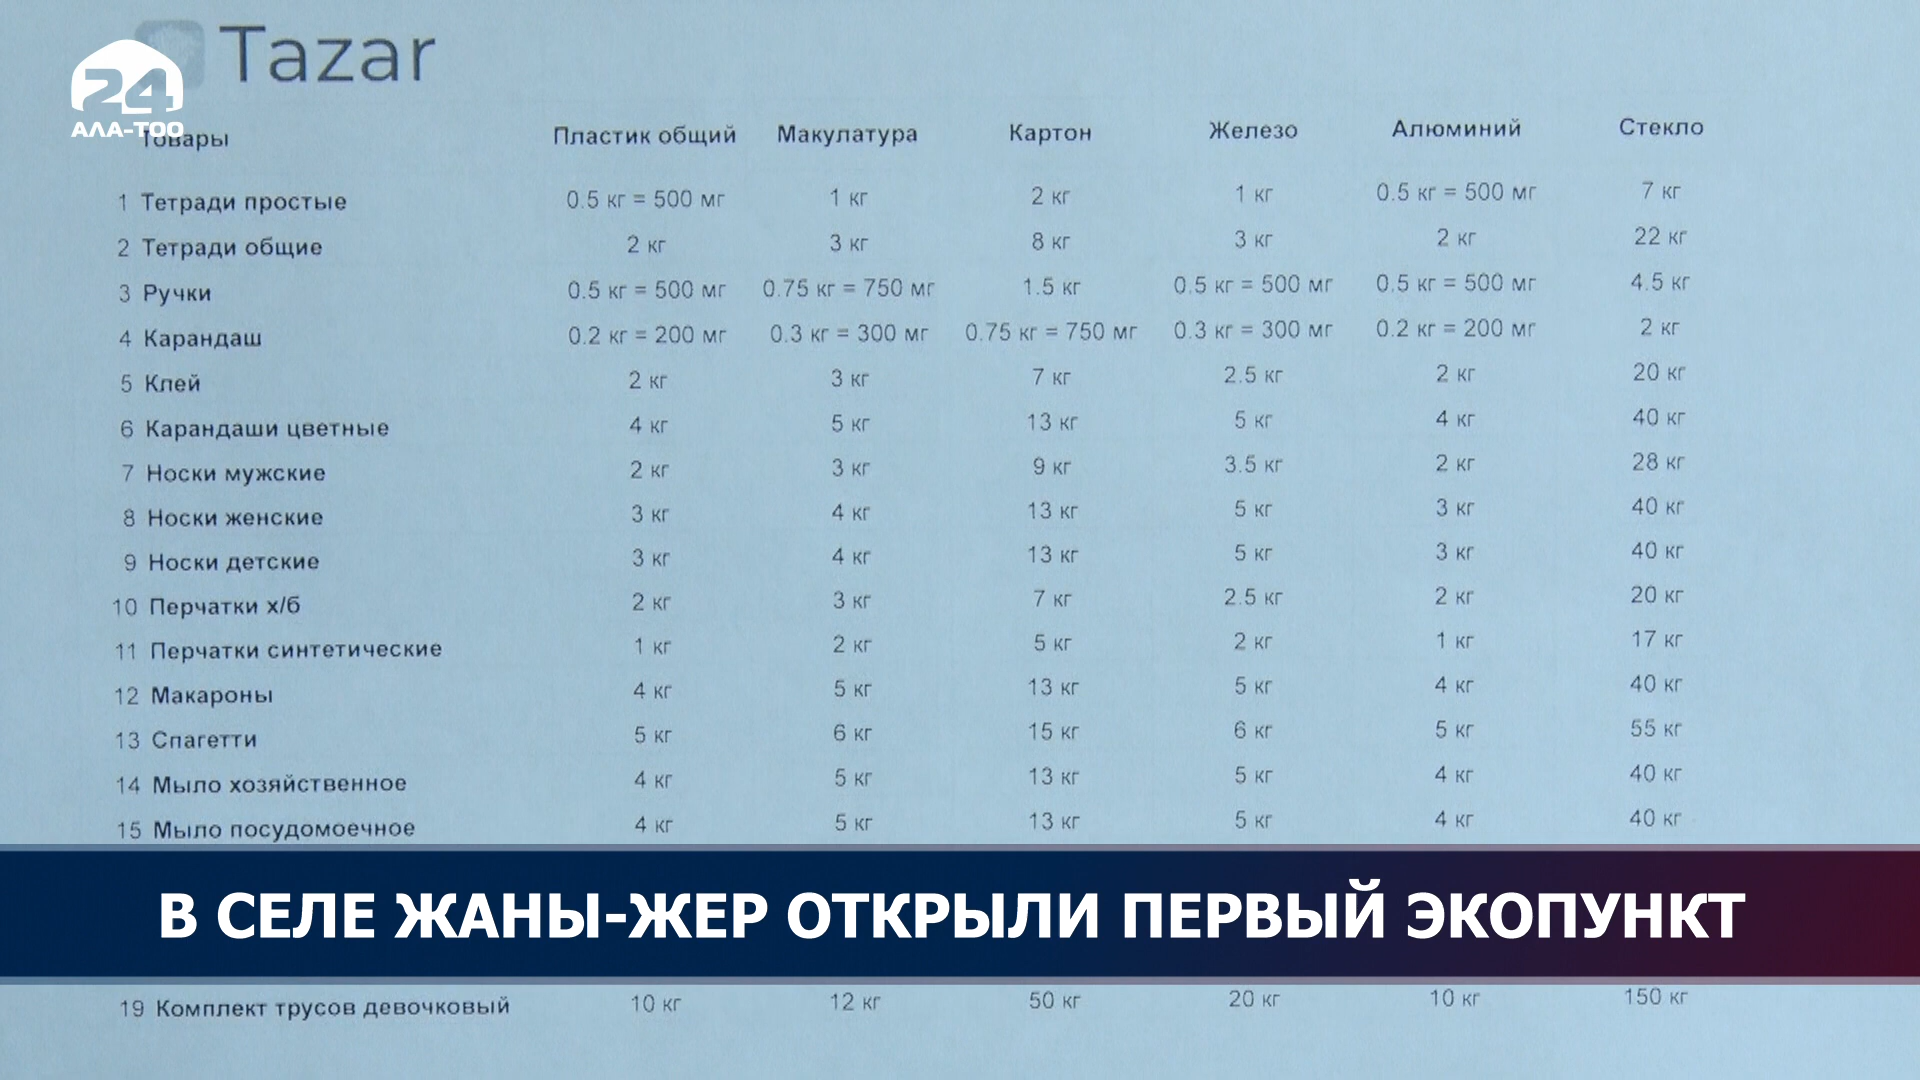 Tazar
24
АЛА-ТОО
Товары Пластик общий Макулатура Картон Железо Алюминий Стекло
1 Тетради простые 0.5 кг = 500 мг 1 кг 2 кг 1 кг 0.5 кг = 500 мг 7 кг
2 Тетради общие 2 кг 3 кг 8 кг 3 кг 2 кг 22 кг
3 Ручки 0.5 кг = 500 мг 0.75 кг = 750 мг 1.5 кг 0.5 кг = 500 мг 0.5 кг = 500 мг 4.5 кг
4 Карандаш 0.2 кг = 200 мг 0.3 кг = 300 мг 0.75 кг = 750 мг 0.3 кг = 300 мг 0.2 кг = 200 мг 2 кг
5 Клей 2 кг 3 кг 7 кг 2.5 кг 2 кг 20 кг
6 Карандаши цветные 4 кг 5 кг 13 кг 5 кг 4 кг 40 кг
7 Носки мужские 2 кг 3 кг 9 кг 3.5 кг 2 кг 28 кг
8 Носки женские 3 кг 4 кг 13 кг 5 кг 3 кг 40 кг
9 Носки детские 3 кг 4 кг 13 кг 5 кг 3 кг 40 кг
10 Перчатки х/б 2 кг 3 кг 7 кг 2.5 кг 2 кг 20 кг
11 Перчатки синтетические 1 кг 2 кг 5 кг 2 кг 1 кг 17 кг
12 Макароны 4 кг 5 кг 13 кг 5 кг 4 кг 40 кг
13 Спагетти 5 кг 6 кг 15 кг 6 кг 5 кг 55 кг
14 Мыло хозяйственное 4 кг 5 кг 13 кг 5 кг 4 кг 40 кг
15 Мыло посудомоечное 4 кг 5 кг 13 кг 5 кг 4 кг 40 кг
В СЕЛЕ ЖАНЫ-ЖЕР ОТКРЫЛИ ПЕРВЫЙ ЭКОПУНКТ
19 Комплект трусов девочковый 10 кг 12 кг 50 кг 20 кг 10 кг 150 кг